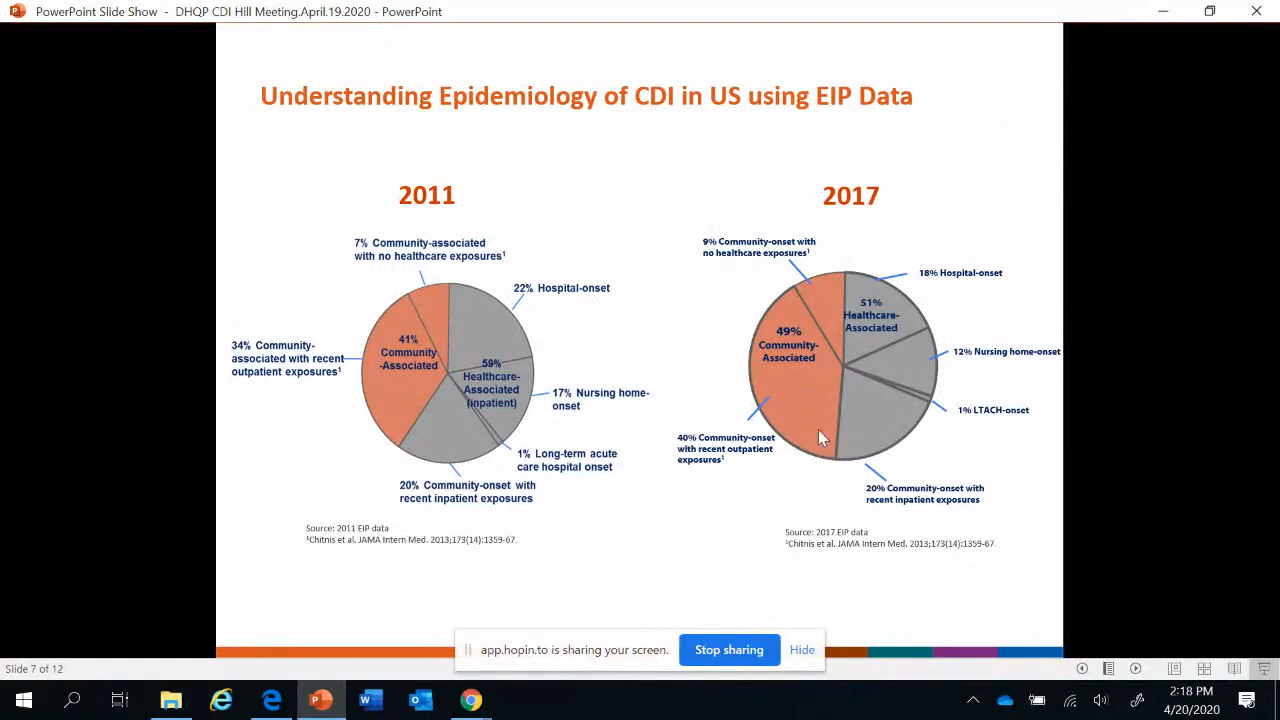 PowerPoint Slide Show - DHQP CDI Hill Meeting.April.19.2020 - PowerPoint
Understanding Epidemiology of CDI in US using EIP Data
2011
7% Community-associated
with no healthcare exposures¹
22% Hospital-onset
41%
Community
-Associated
34% Community-
associated with recent
outpatient exposures¹
59%
Healthcare-
Associated
(inpatient)
17% Nursing home-
onset
1% Long-term acute
care hospital onset
20% Community-onset with
recent inpatient exposures
Source: 2011 EIP data
¹Chitnis et al. JAMA Intern Med. 2013;173(14):1359-67.
2017
9% Community-onset with
no healthcare exposures¹
18% Hospital-onset
51%
Healthcare-
Associated
49%
Community-
Associated
12% Nursing home-onset
1% LTACH-onset
40% Community-onset
with recent outpatient
exposures¹
20% Community-onset with
recent inpatient exposures
Source: 2017 EIP data
¹Chitnis et al. JAMA Intern Med. 2013;173(14):1359-67.
app.hopin.to is sharing your screen.
Stop sharing
Hide
Slide 7 of 12
2:18 PM
4/20/2020